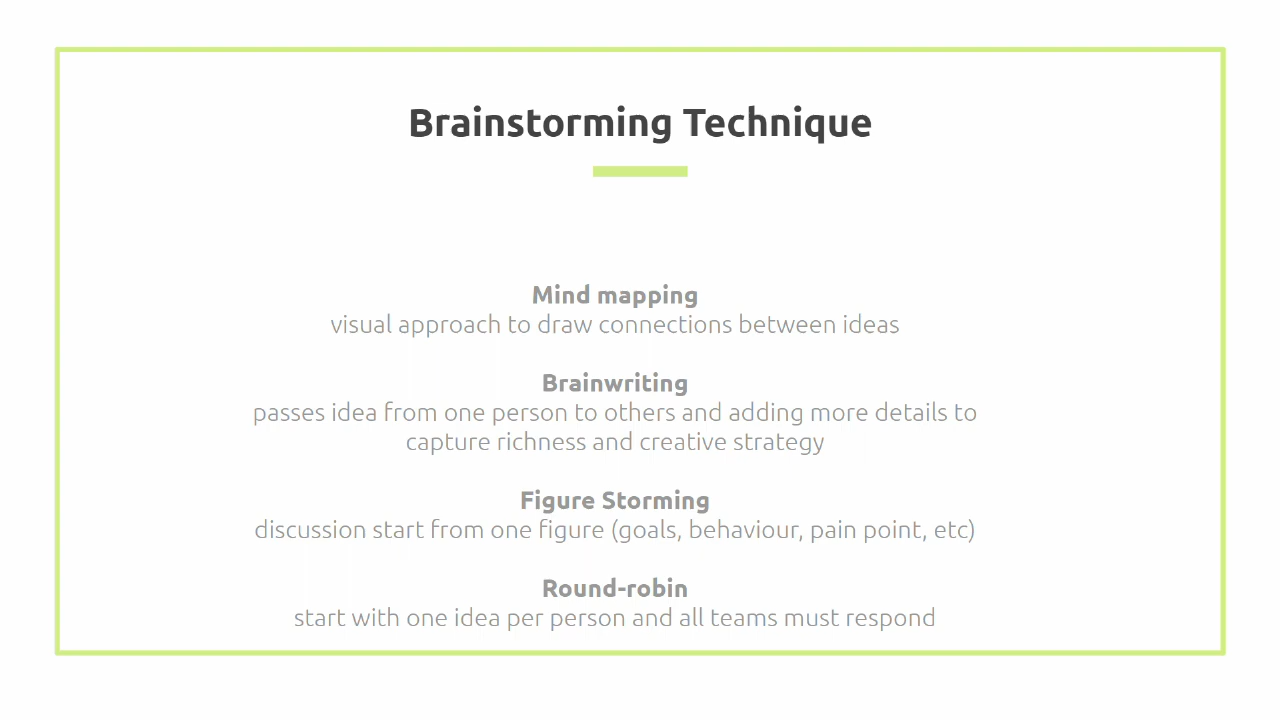 Brainstorming Technique
Mind mapping
visual approach to draw connections between ideas
Brainwriting
passes idea from one person to others and adding more details to
capture richness and creative strategy
Figure Storming
discussion start from one figure (goals, behaviour, pain point, etc)
Round-robin
start with one idea per person and all teams must respond